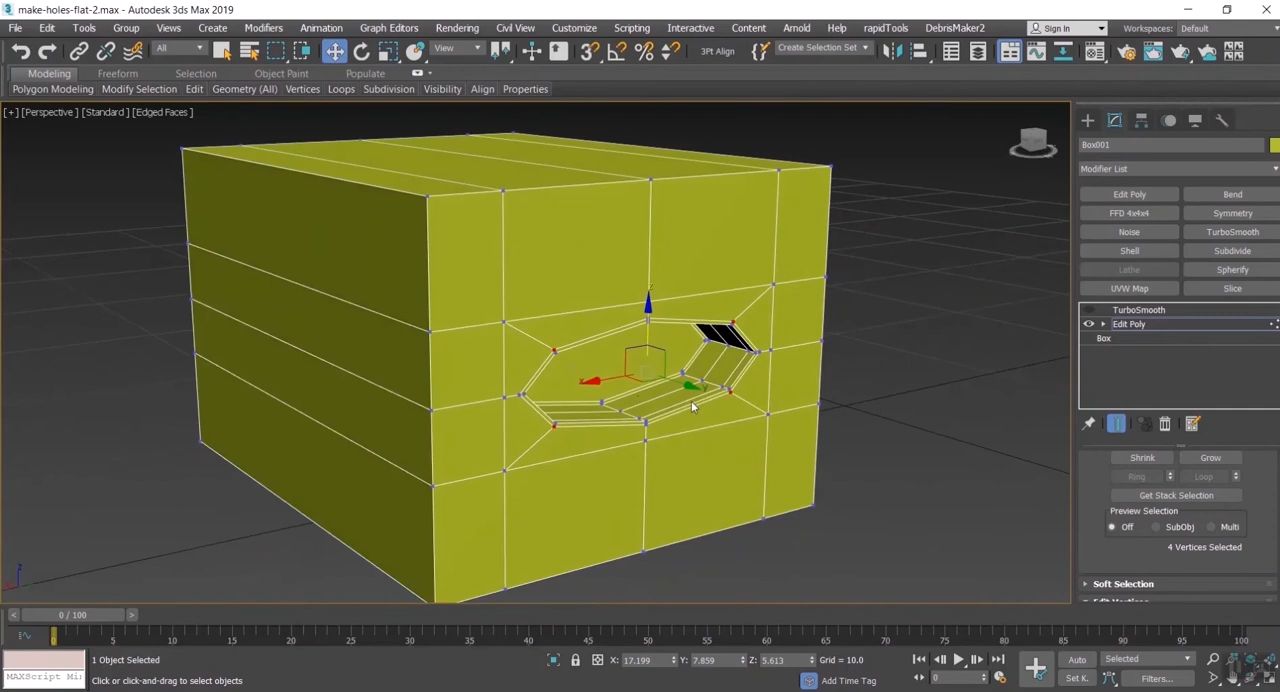 make-holes-flat-2.max - Autodesk 3ds Max 2019
File Edit Tools Group Views Create Modifiers Animation Graph Editors Rendering Civil View Customize Scripting Interactive Content Arnold Help rapidTools DebrisMaker2 Sign In Workspaces: Default
All View 3Pt Align Create Selection Set
Modeling Freeform Selection Object Paint Populate
Polygon Modeling Modify Selection Edit Geometry (All) Vertices Loops Subdivision Visibility Align Properties
[+] [Perspective ] [Standard ] [Edged Faces ]
Box001
Modifier List
Edit Poly Bend
FFD 4x4x4 Symmetry
Noise TurboSmooth
Shell Subdivide
Lathe Spherify
UVW Map Slice
TurboSmooth
Edit Poly
Box
Shrink Grow
Ring Loop
Get Stack Selection
Preview Selection
Off SubObj Multi
4 Vertices Selected
Soft Selection
Edit Vertices
z
x
y
z
0 / 100
0 5 10 15 20 25 30 35 40 45 50 55 60 65 70 75 80 85 90 95 100
1 Object Selected X: 17.199 Y: 7.859 Z: 5.613 Grid = 10.0 Auto Selected
MAXScript Mi Click or click-and-drag to select objects Add Time Tag 0 Set K. Filters...